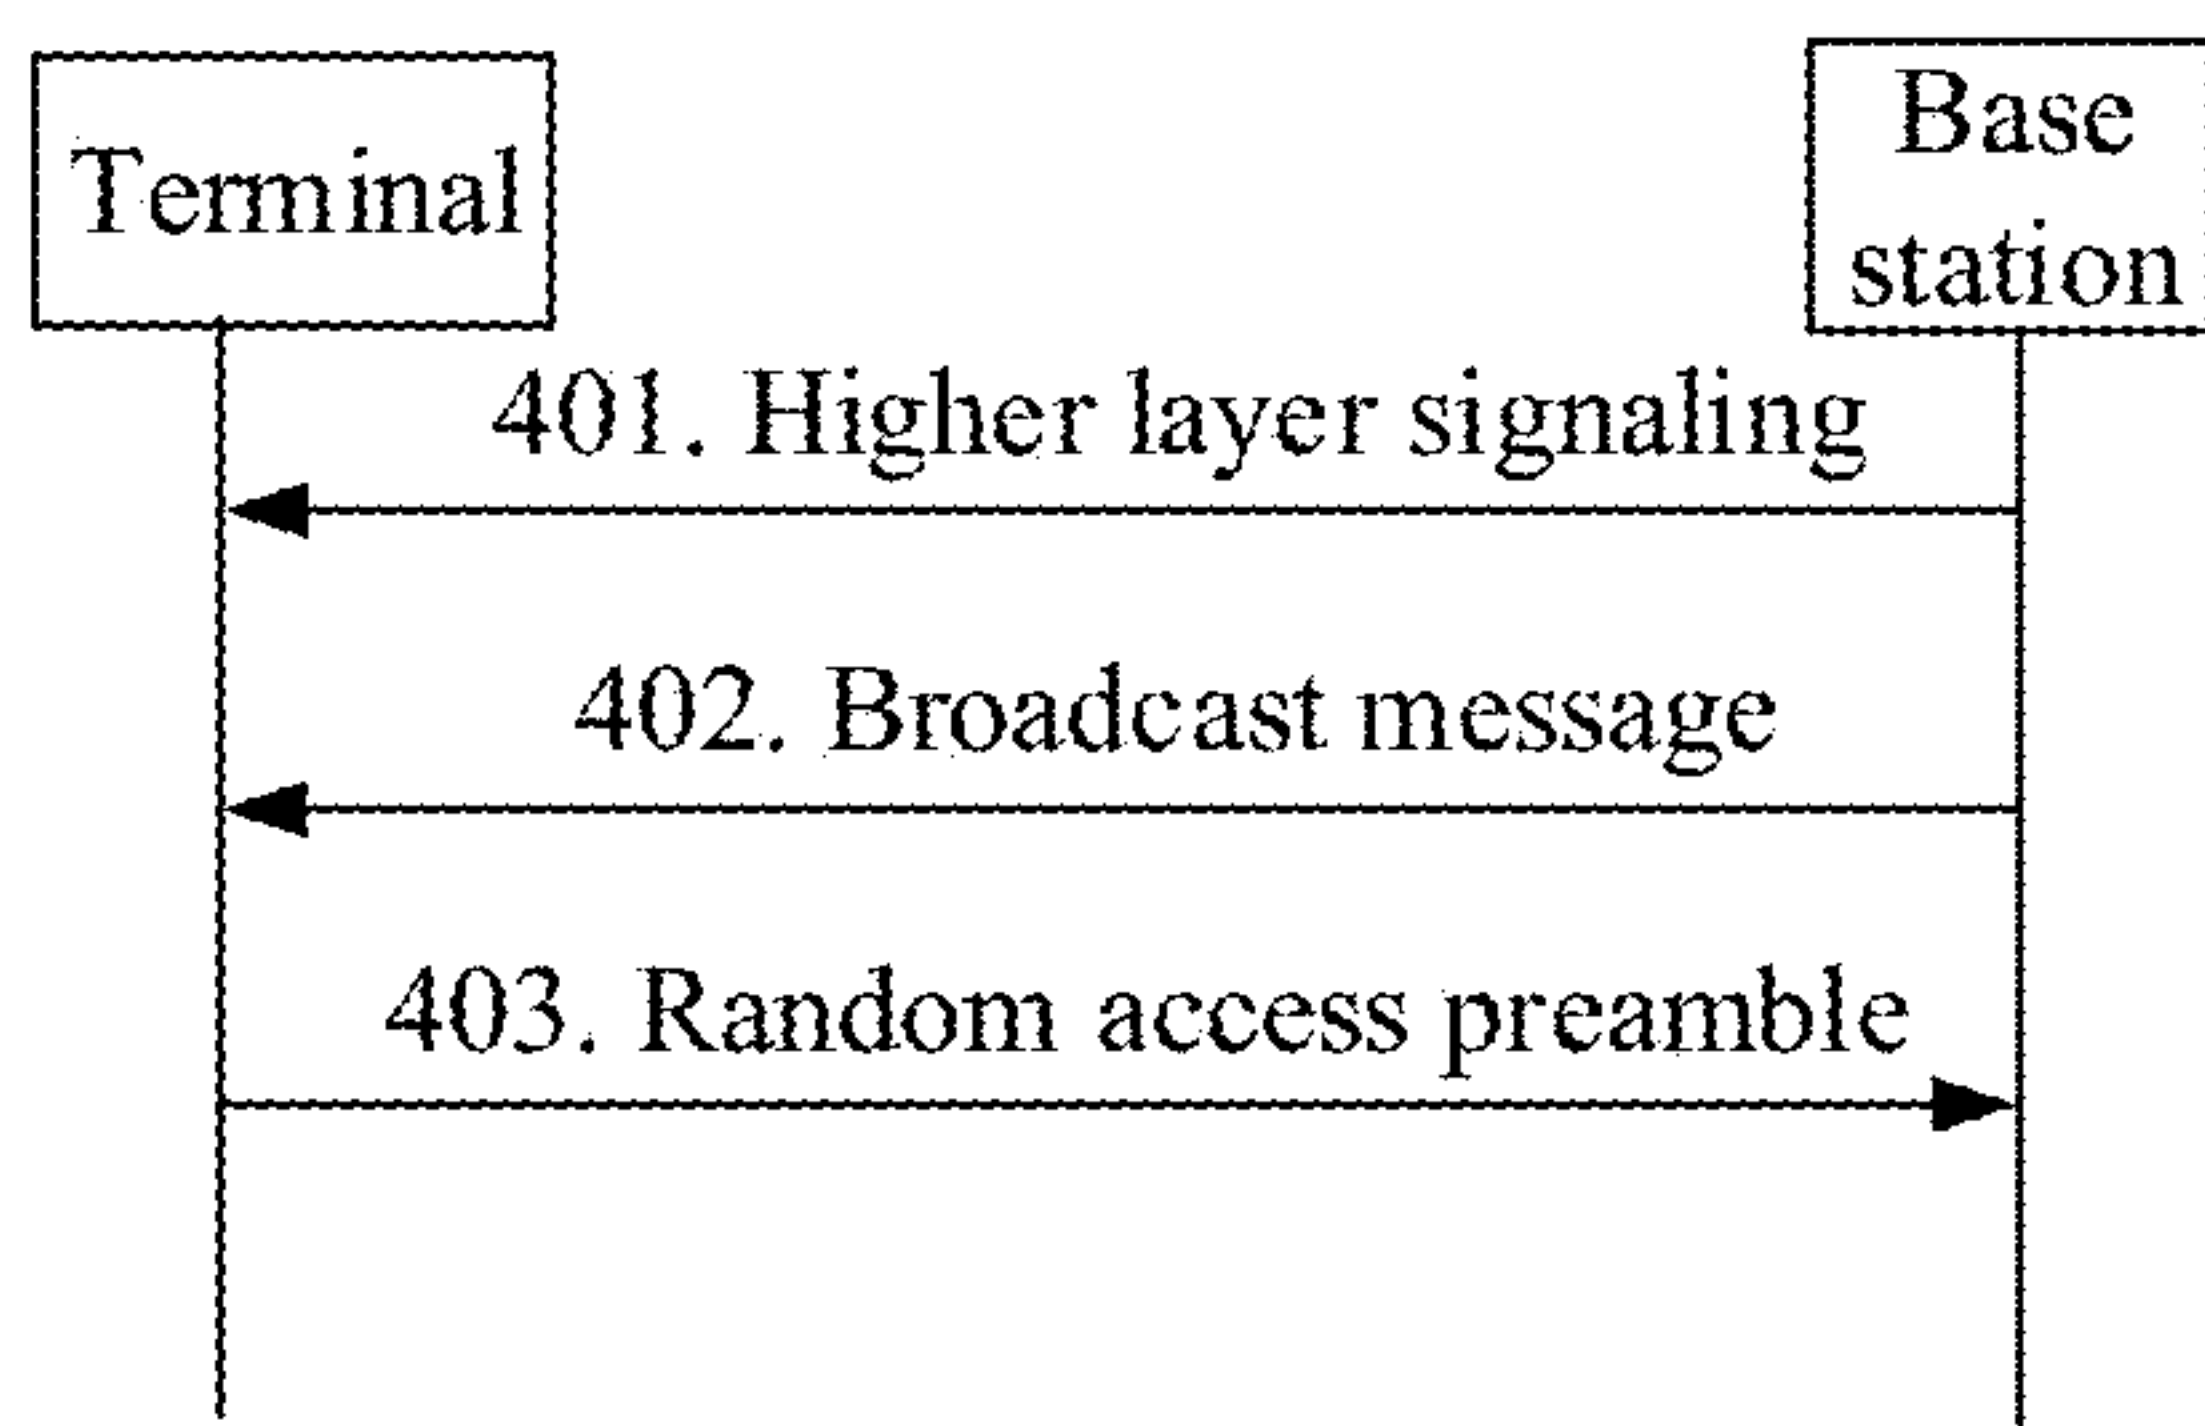 Terminal
Base
station
401. Higher layer signaling
402. Broadcast message
403. Random access preamble